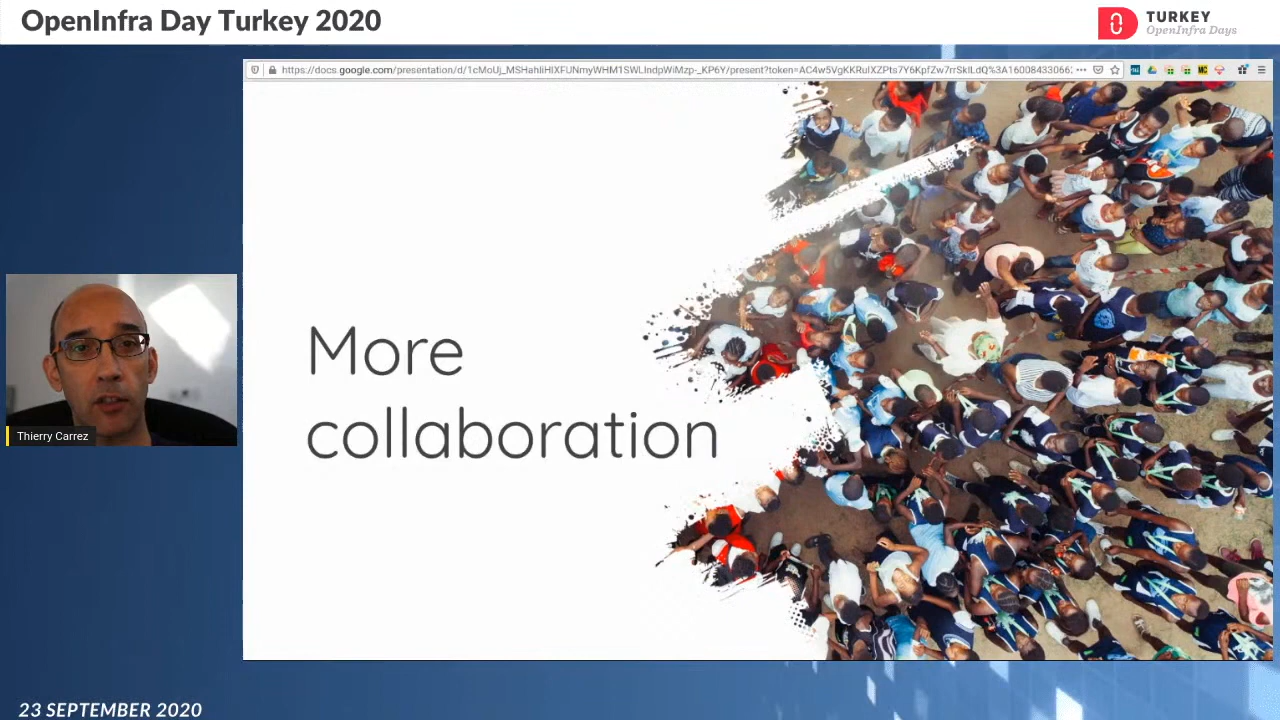 OpenInfra Day Turkey 2020
TURKEY
OpenInfra Days
More
collaboration
Thierry Carrez
23 SEPTEMBER 2020